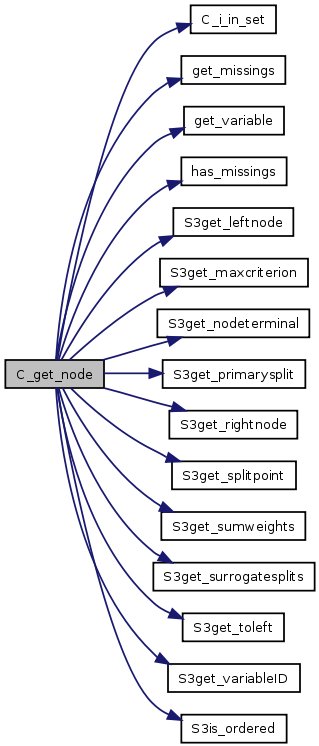 C_i_in_set
get_missings
get_variable
has_missings
S3get_leftnode
S3get_maxcriterion
S3get_nodeterminal
C_get_node
S3get_primarysplit
S3get_rightnode
S3get_splitpoint
S3get_sumweights
S3get_surrogatesplits
S3get_toleft
S3get_variableID
S3is_ordered